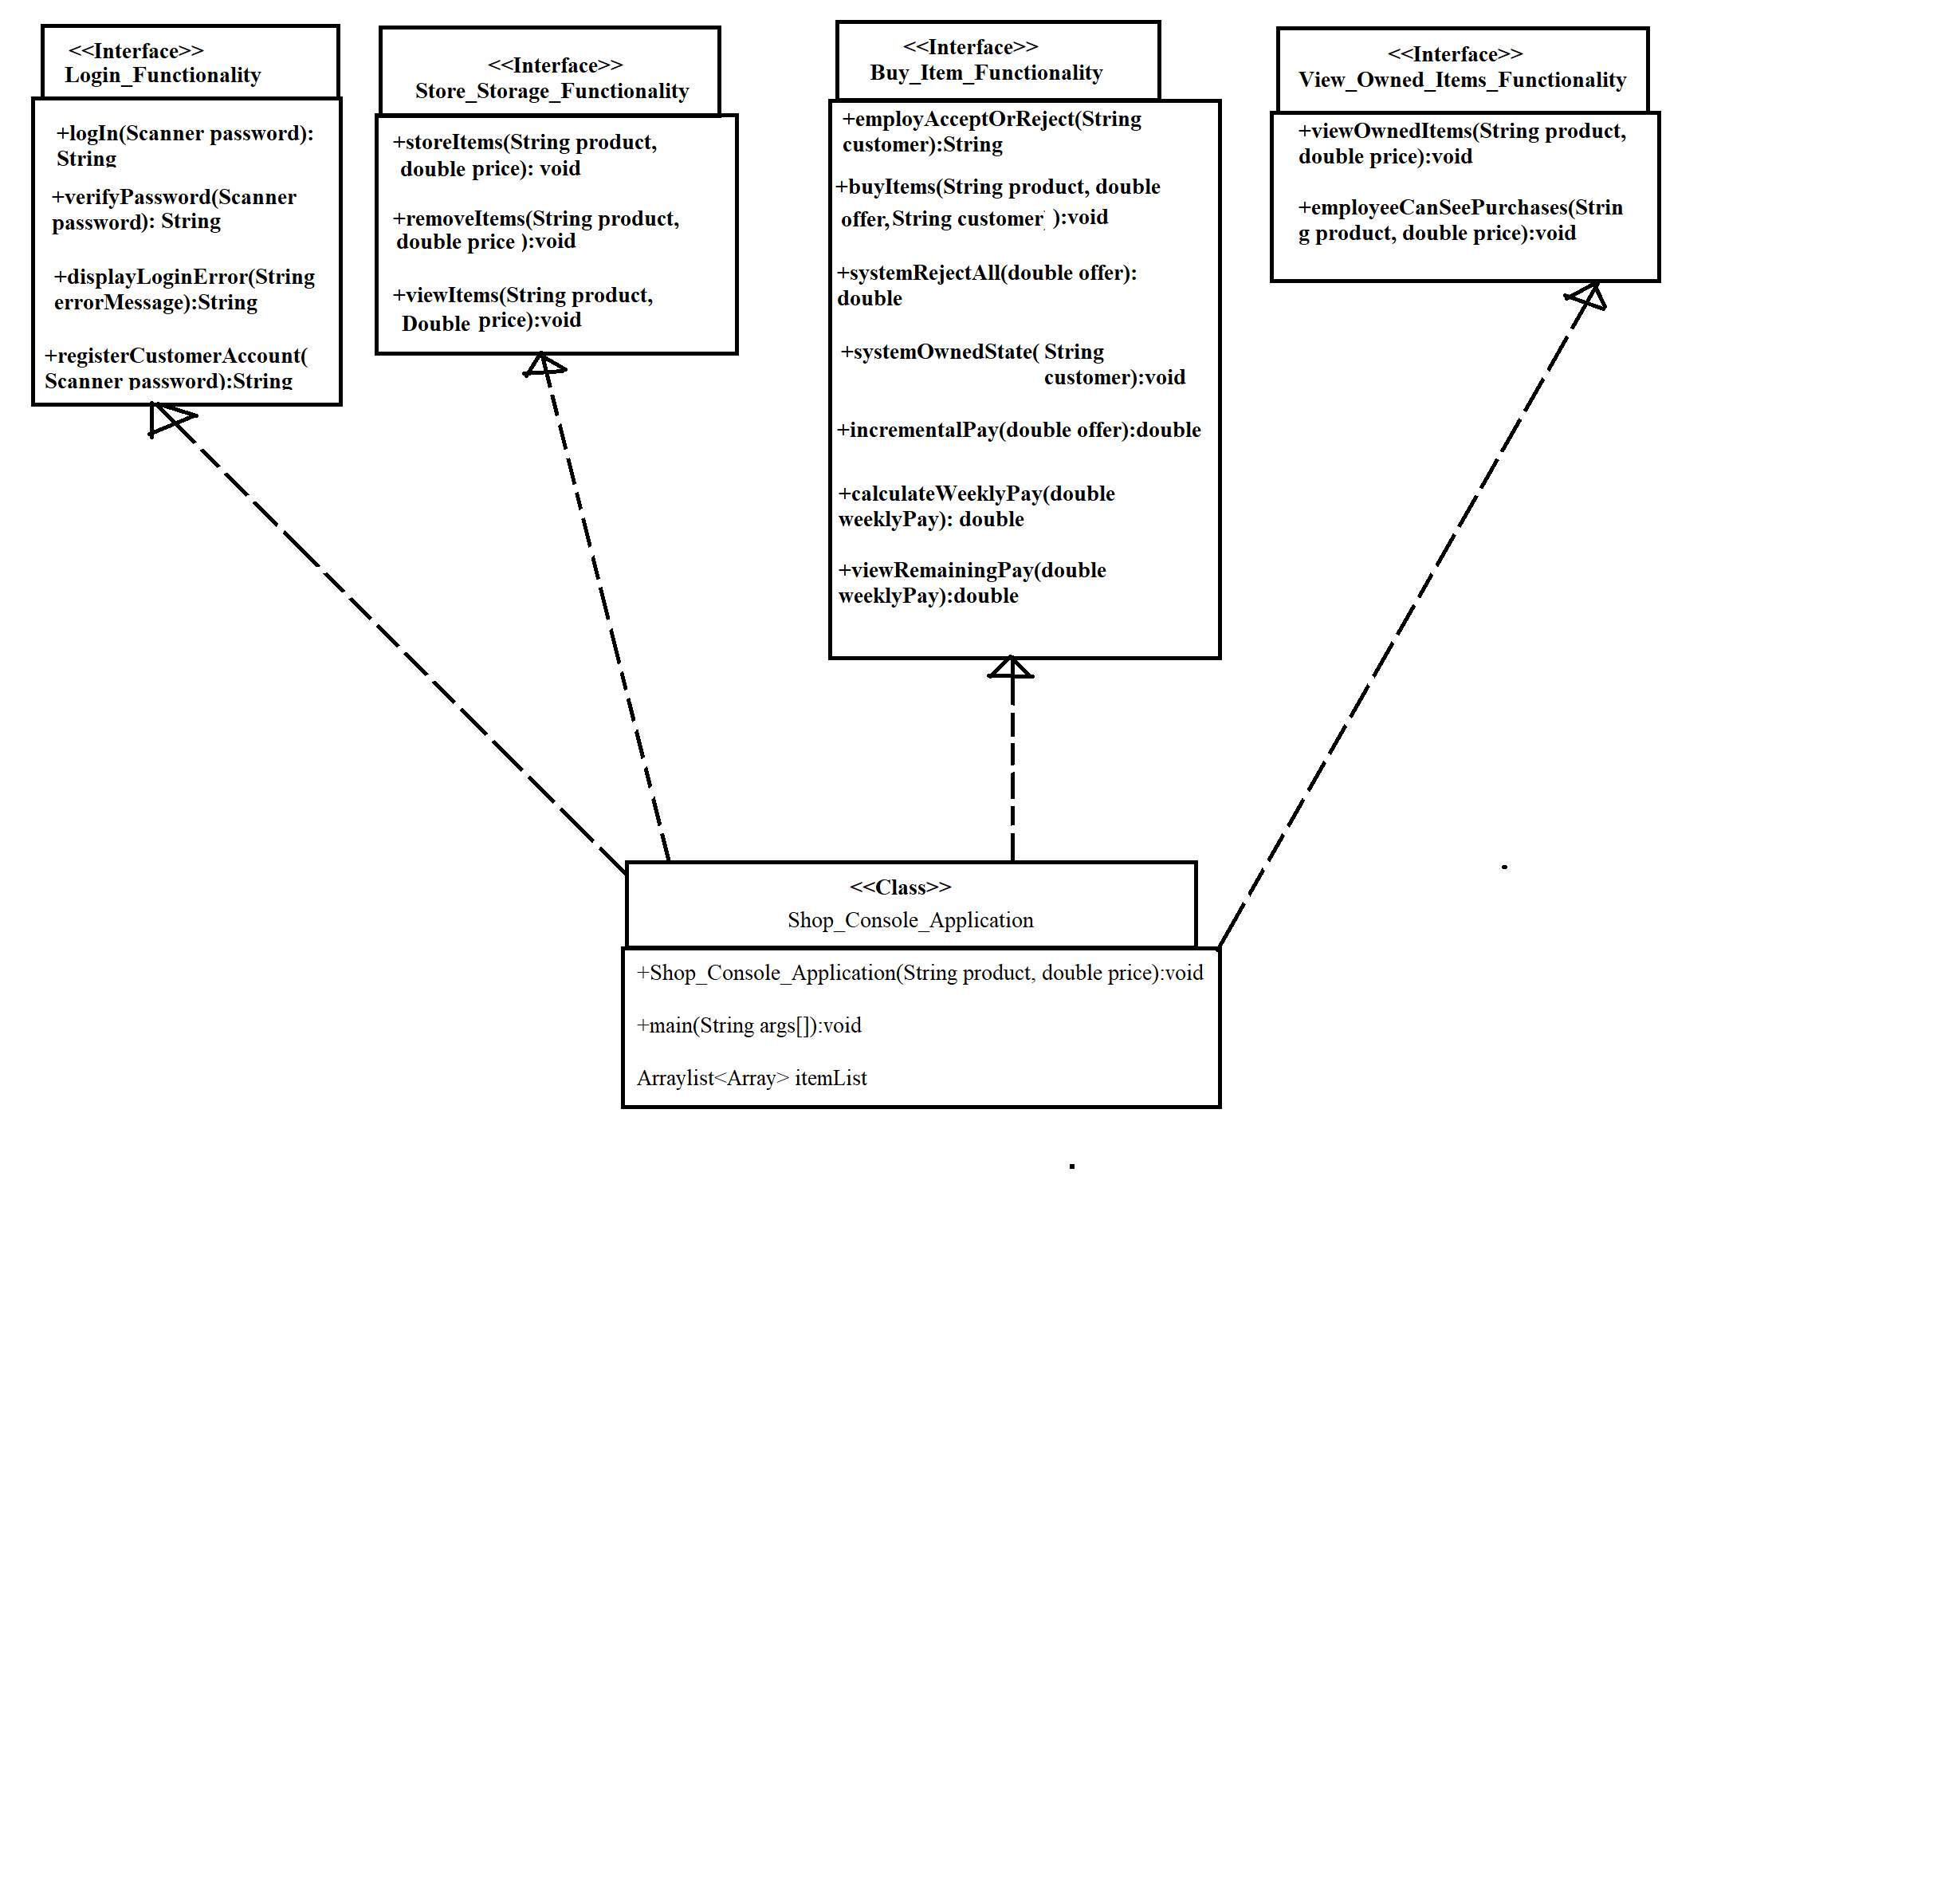 <<Interface>>
Login_Functionality
+logIn(Scanner password):
String
+verifyPassword(Scanner
password): String
+displayLoginError(String
errorMessage):String
+registerCustomerAccount(
Scanner password):String
<<Interface>>
Store_Storage_Functionality
+storeItems(String product,
double price): void
+removeItems(String product,
double price ):void
+viewItems(String product,
Double price):void
<<Interface>>
Buy_Item_Functionality
+employAcceptOrReject(String
customer):String
+buyItems(String product, double
offer, String customer ):void
+systemRejectAll(double offer):
double
+systemOwnedState( String
customer):void
+incrementalPay(double offer):double
+calculateWeeklyPay(double
weeklyPay): double
+viewRemainingPay(double
weeklyPay):double
<<Interface>>
View_Owned_Items_Functionality
+viewOwnedItems(String product,
double price):void
+employeeCanSeePurchases(Strin
g product, double price):void
<<Class>>
Shop_Console_Application
+Shop_Console_Application(String product, double price):void
+main(String args[]):void
Arraylist<Array> itemList